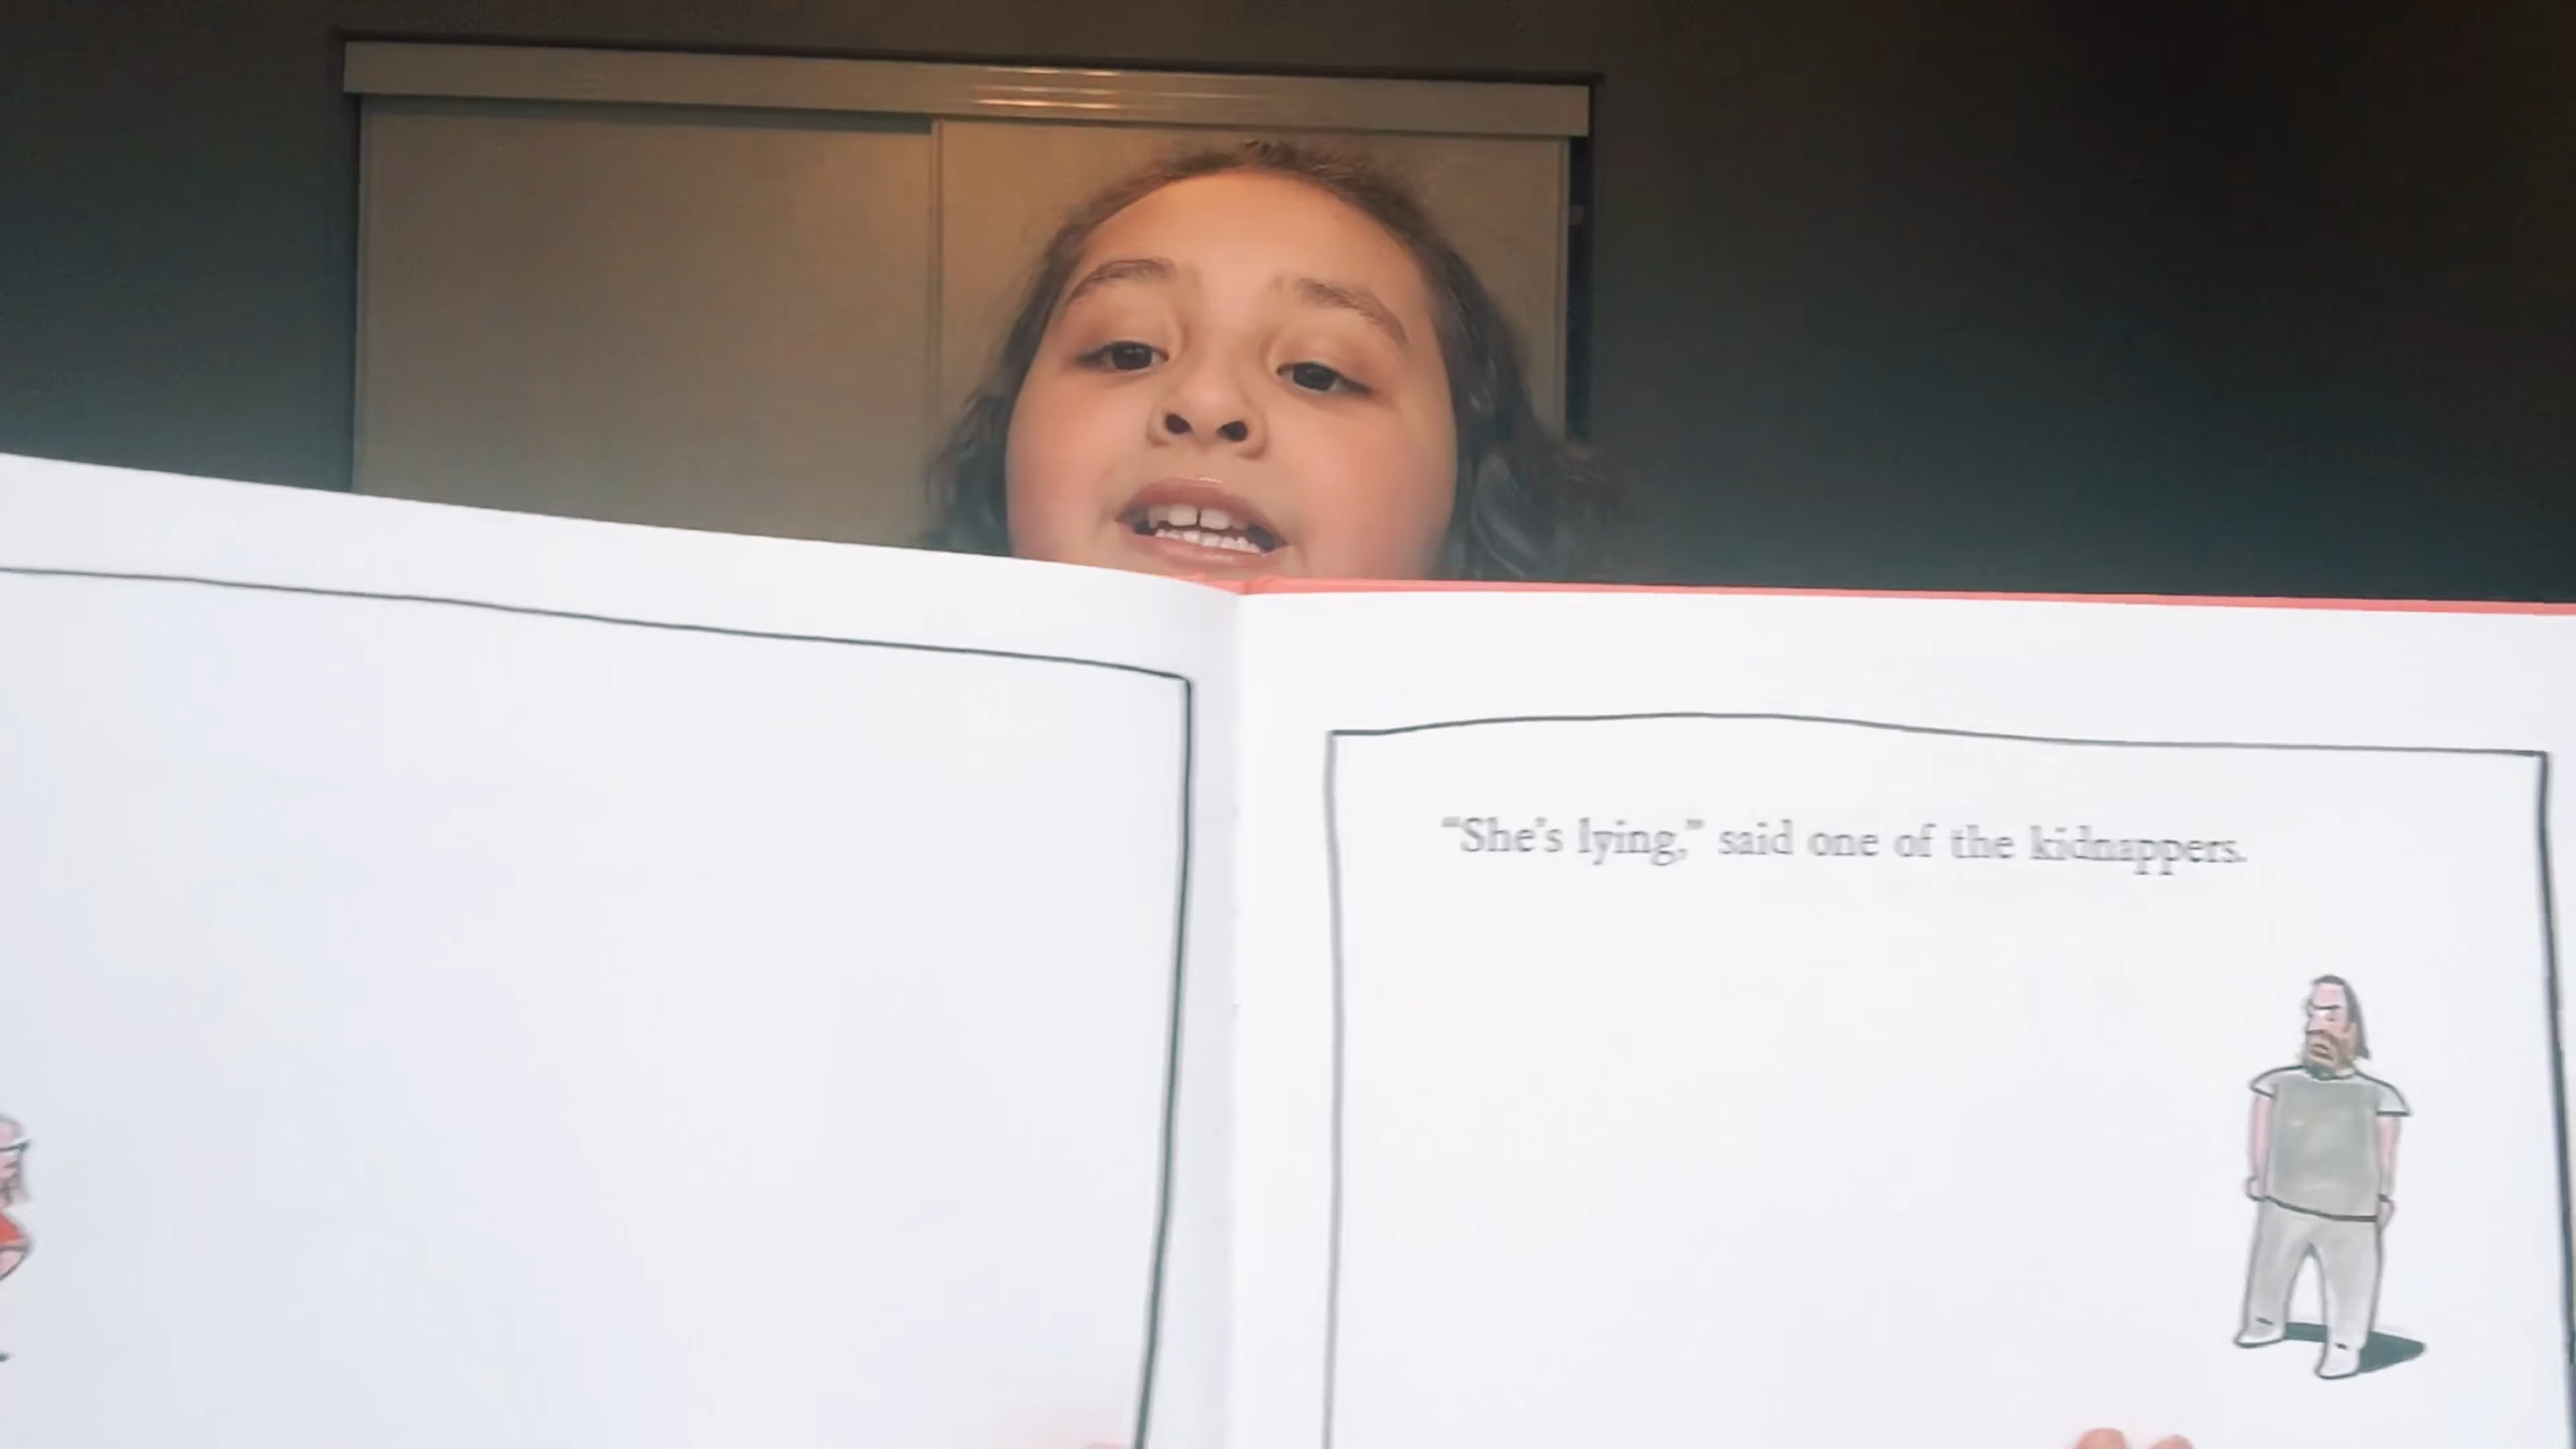 “She's lying,” said one of the kidnappers.